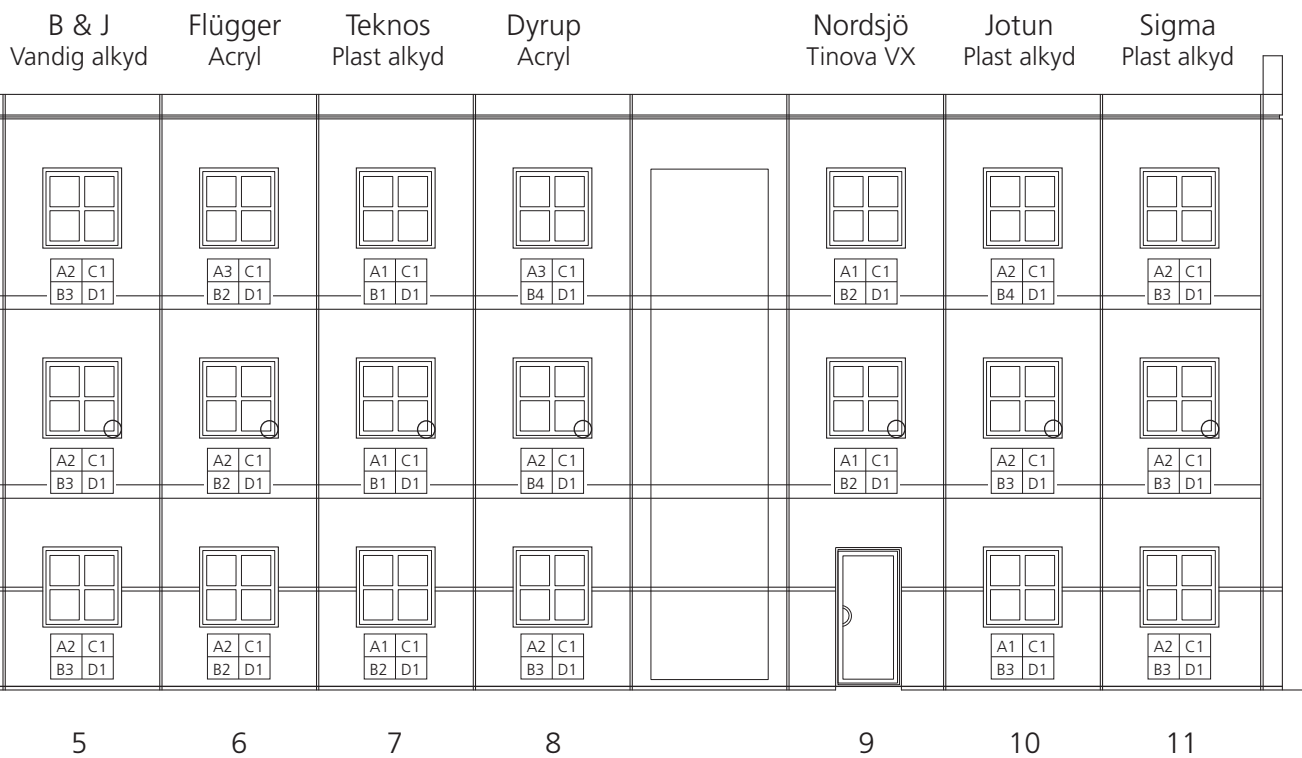 B & J Flügger Teknos Dyrup Nordsjö Jotun Sigma
Vandig alkyd Acryl Plast alkyd Acryl Tinova VX Plast alkyd Plast alkyd
A2 C1 A3 C1 A1 C1 A3 C1 A1 C1 A2 C1 A2 C1
B3 D1 B2 D1 B1 D1 B4 D1 B2 D1 B4 D1 B3 D1
A2 C1 A2 C1 A1 C1 A2 C1 A1 C1 A2 C1 A2 C1
B3 D1 B2 D1 B1 D1 B4 D1 B2 D1 B3 D1 B3 D1
A2 C1 A2 C1 A1 C1 A2 C1 A1 C1 A2 C1
B3 D1 B2 D1 B2 D1 B3 D1 B3 D1 B3 D1
5 6 7 8 9 10 11